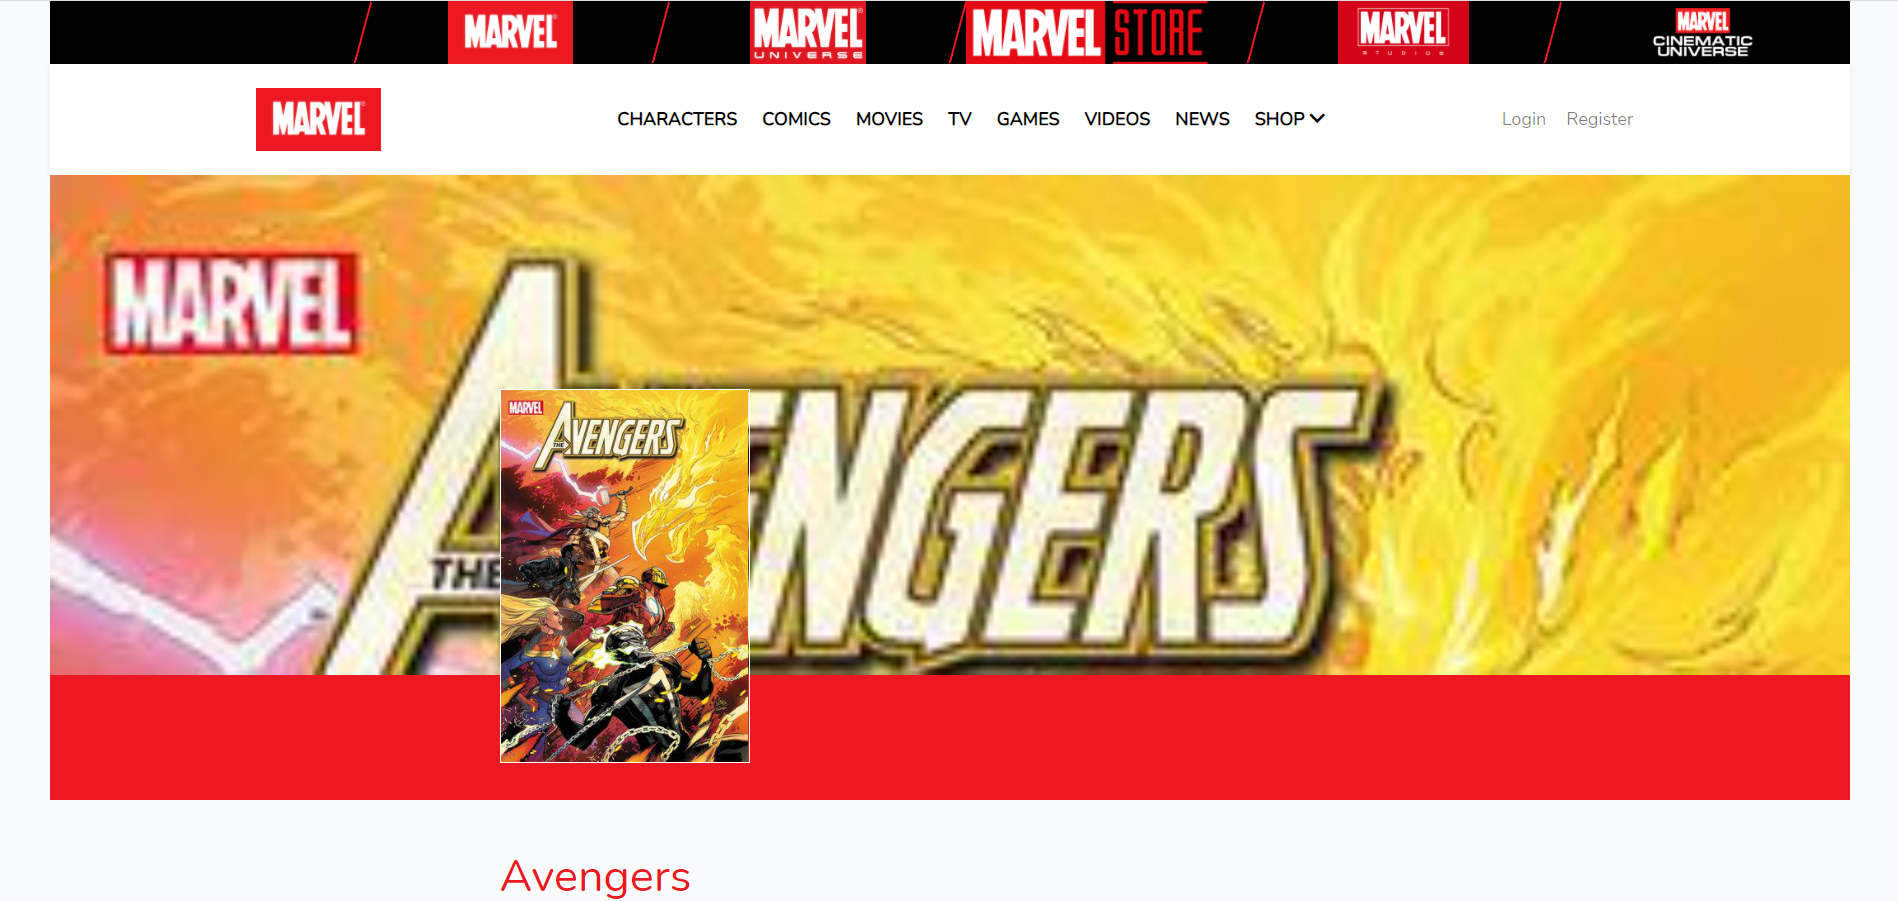 MARVEL
MARVEL UNIVERSE
MARVEL STORE
MARVEL STUDIOS
MARVEL CINEMATIC UNIVERSE
MARVEL
CHARACTERS COMICS MOVIES TV GAMES VIDEOS NEWS SHOP
Login Register
MARVEL
THE AVENGERS
MARVEL
THE AVENGERS
Avengers